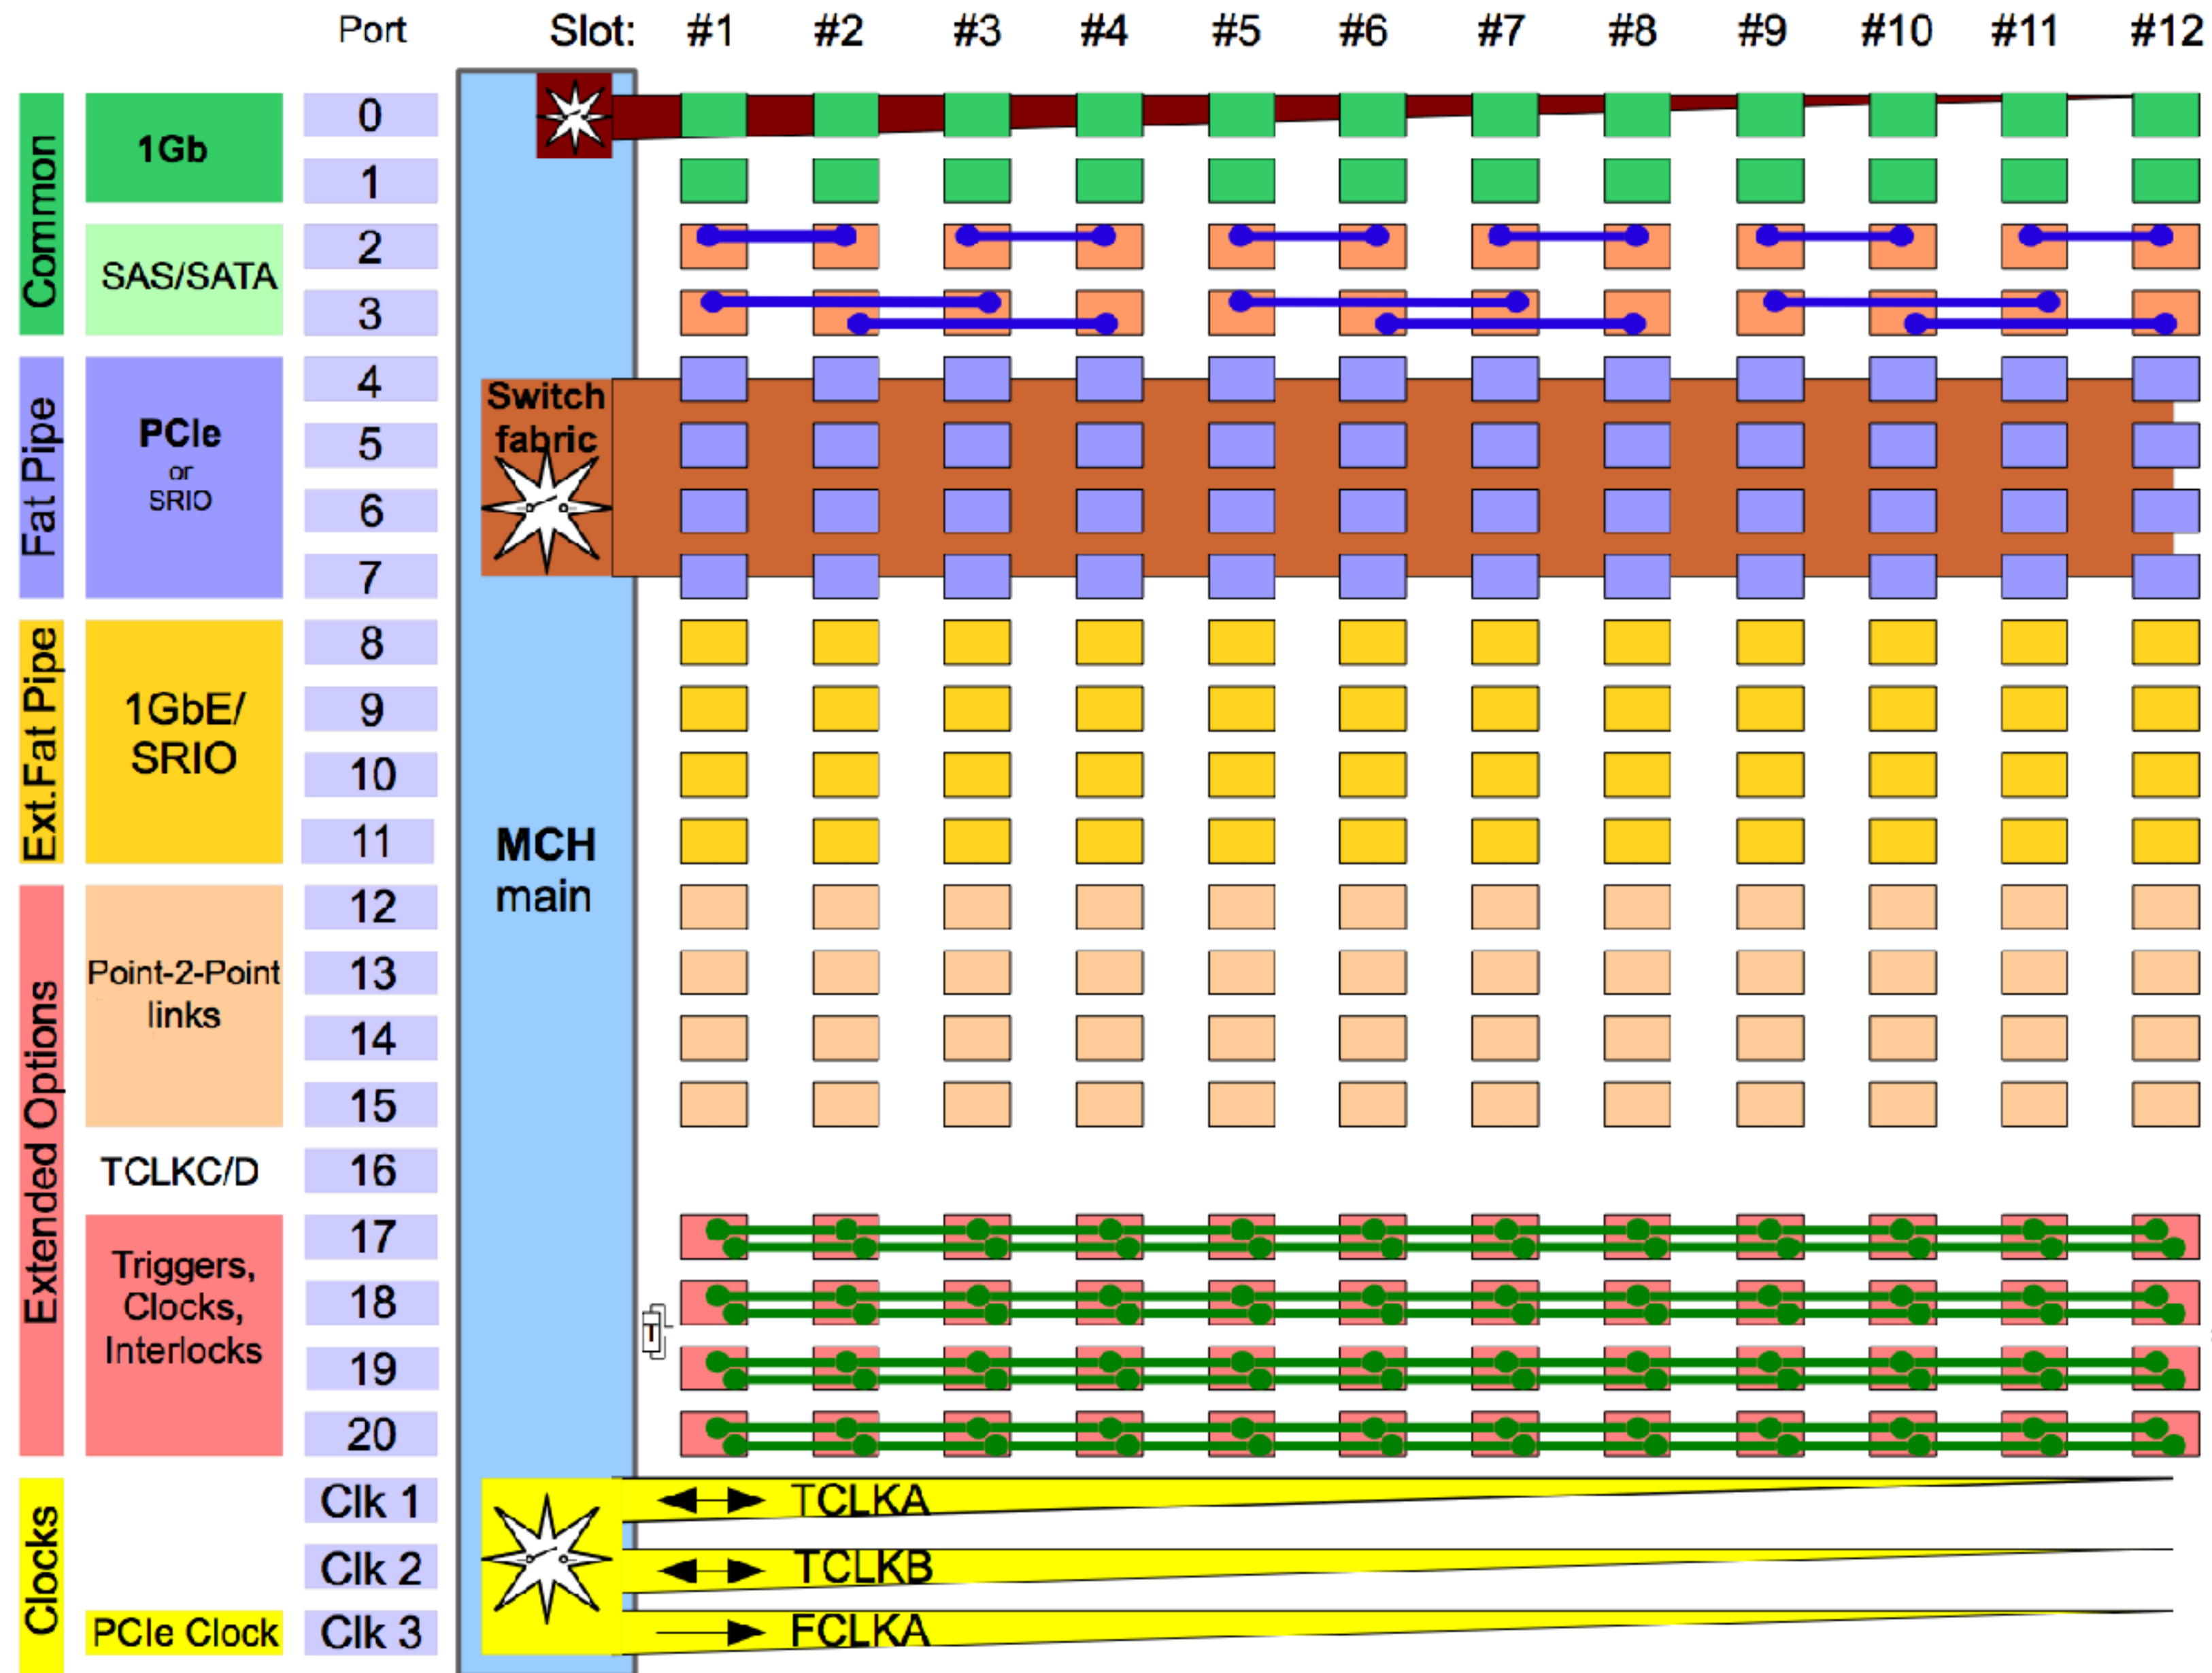 Port Slot: #1 #2 #3 #4 #5 #6 #7 #8 #9 #10 #11 #12
Common
1Gb
0
1
SAS/SATA
2
3
Fat Pipe
PCIe
or
SRIO
4
5
6
7
Switch
fabric
Ext.Fat Pipe
1GbE/
SRIO
8
9
10
11
MCH
main
Extended Options
Point-2-Point
links
12
13
14
15
TCLKC/D
16
Triggers,
Clocks,
Interlocks
17
18
19
20
T
Clocks
Clk 1
TCLKA
Clk 2
TCLKB
PCIe Clock
Clk 3
FCLKA